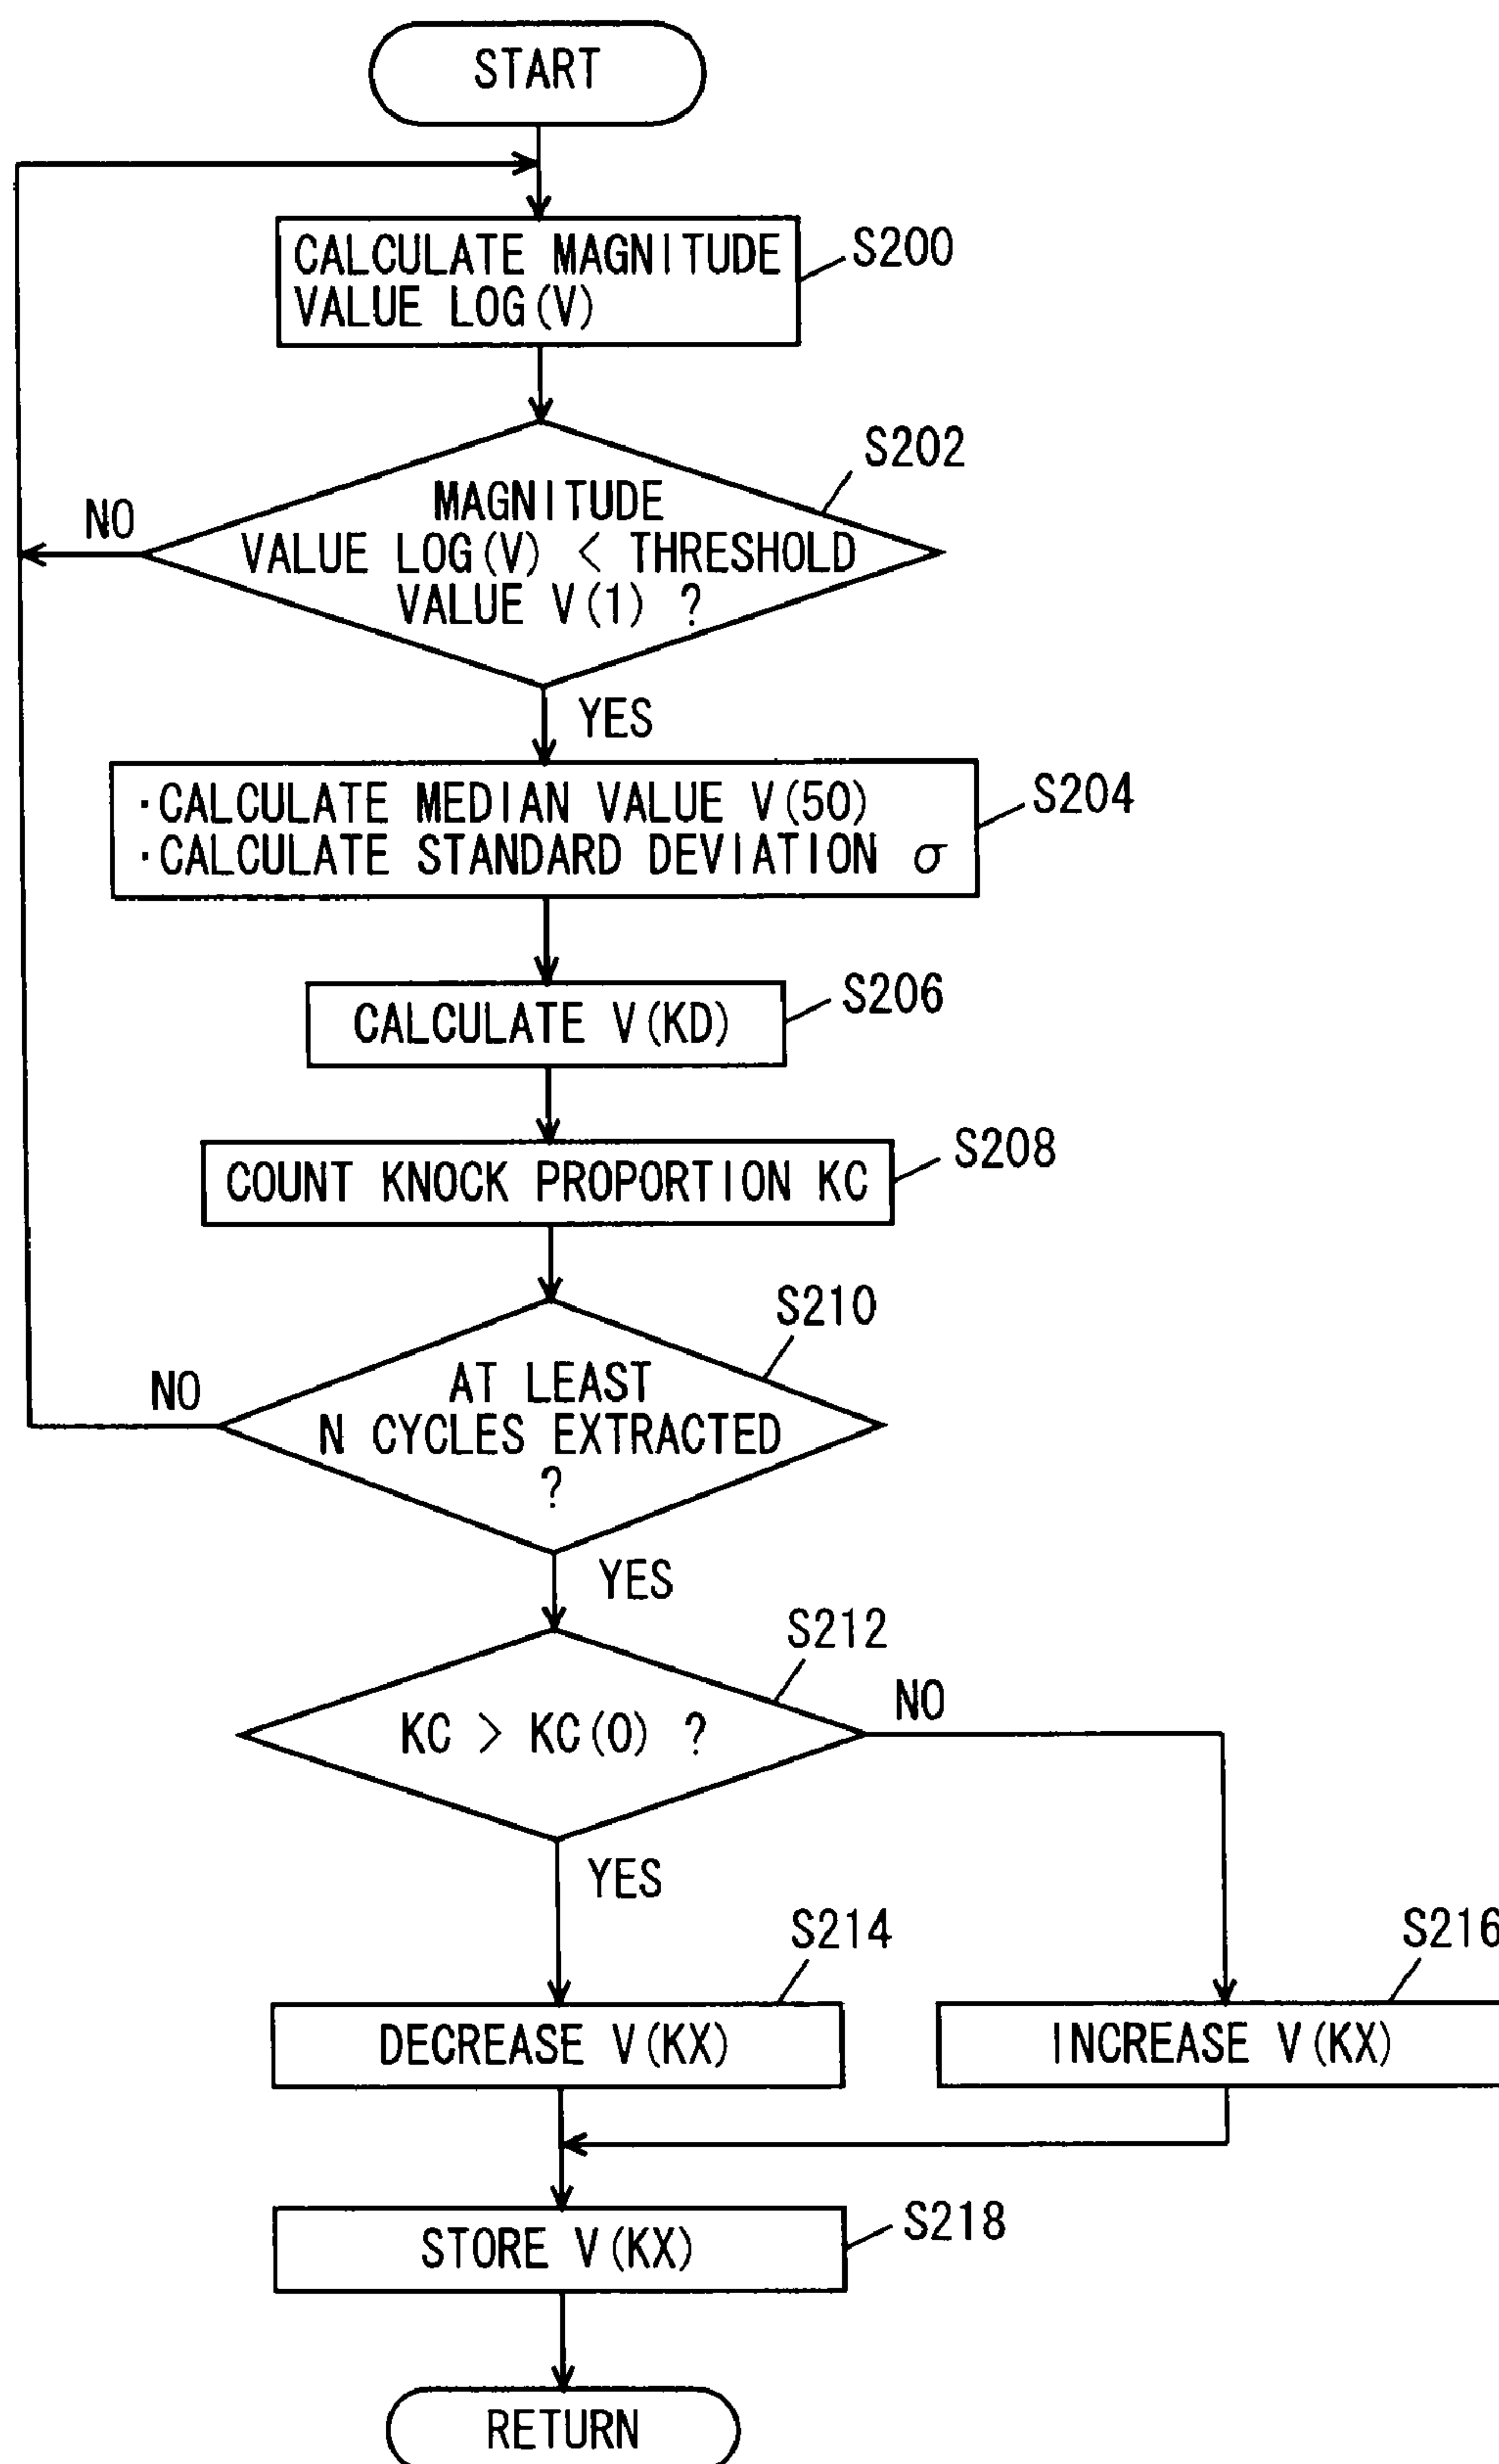 START
CALCULATE MAGNITUDE
VALUE LOG(V)
S200
MAGNITUDE
VALUE LOG(V) < THRESHOLD
VALUE V(1) ?
S202
NO
YES
·CALCULATE MEDIAN VALUE V(50)
·CALCULATE STANDARD DEVIATION σ
S204
CALCULATE V(KD)
S206
COUNT KNOCK PROPORTION KC
S208
AT LEAST
N CYCLES EXTRACTED
?
S210
NO
YES
KC > KC(0) ?
S212
NO
YES
DECREASE V(KX)
S214
INCREASE V(KX)
S216
STORE V(KX)
S218
RETURN